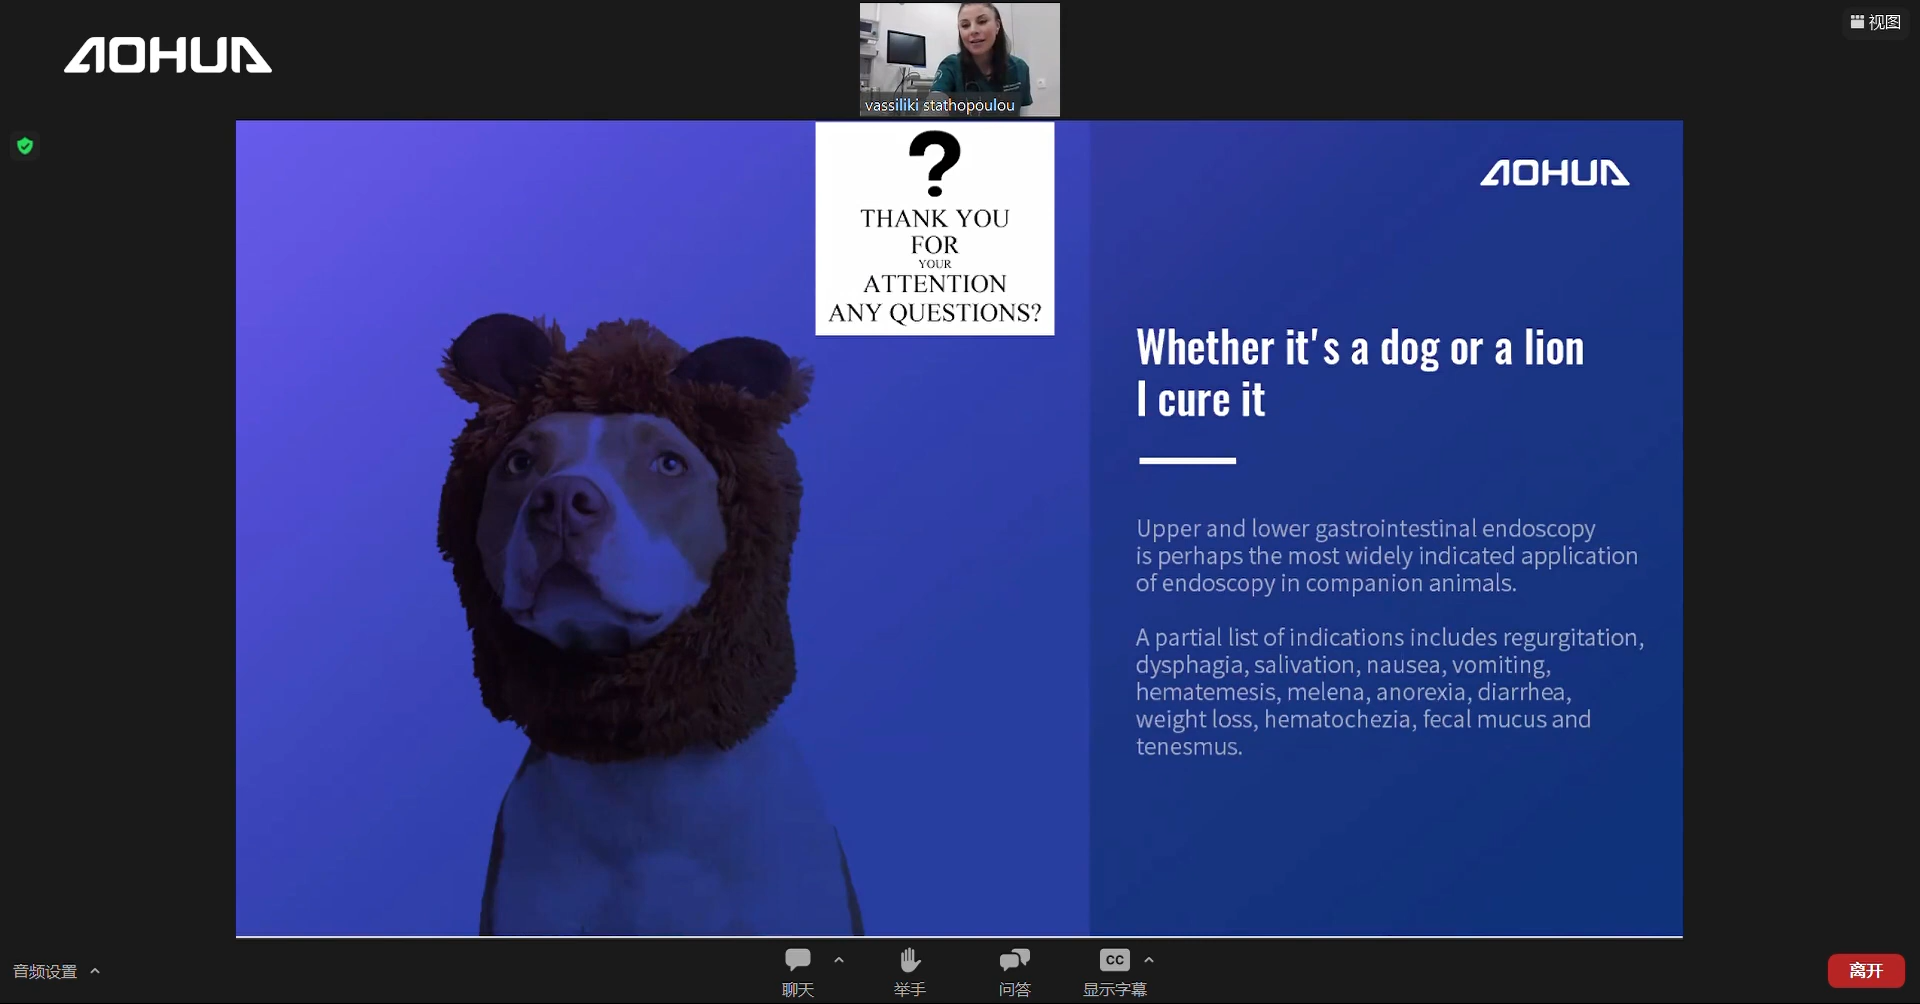 AOHUA
视图
vassiliki stathopoulou
?
THANK YOU
FOR
YOUR
ATTENTION
ANY QUESTIONS?
AOHUA
Whether it's a dog or a lion
I cure it
Upper and lower gastrointestinal endoscopy
is perhaps the most widely indicated application
of endoscopy in companion animals.
A partial list of indications includes regurgitation,
dysphagia, salivation, nausea, vomiting,
hematemesis, melena, anorexia, diarrhea,
weight loss, hematochezia, fecal mucus and
tenesmus.
音频设置
聊天
举手
问答
CC
显示字幕
离开